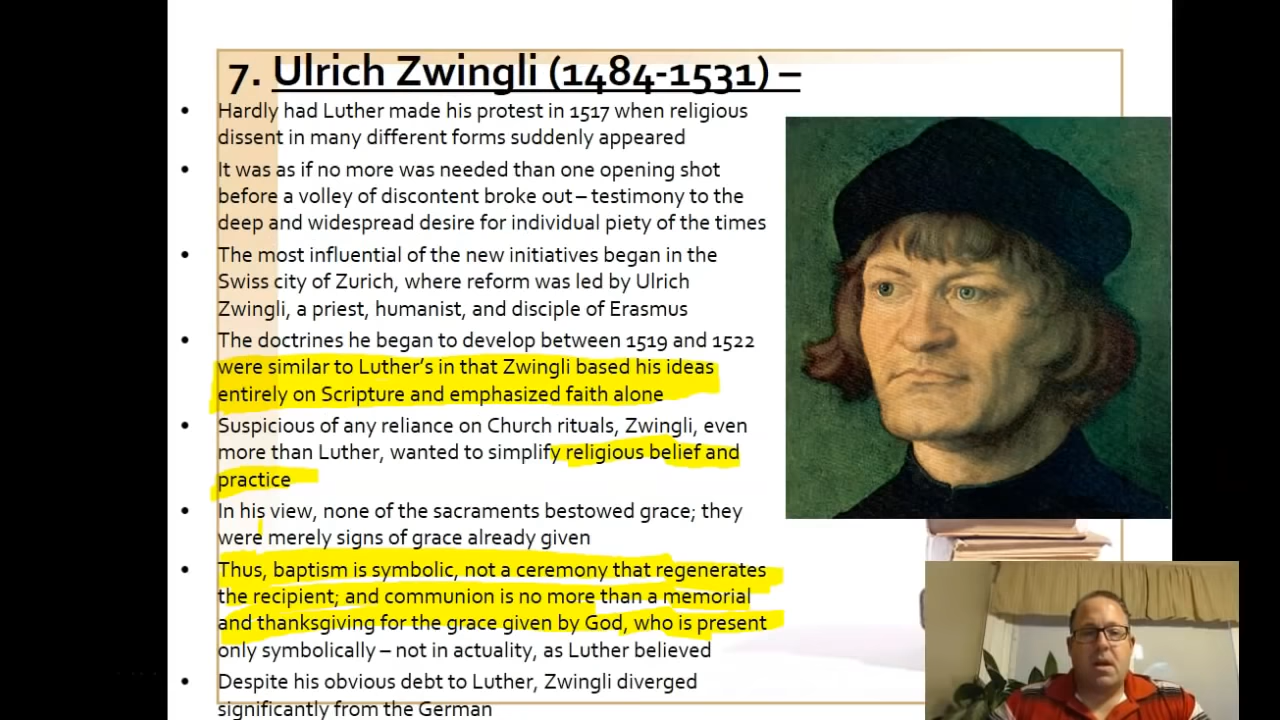 7. Ulrich Zwingli (1484-1531) –
• Hardly had Luther made his protest in 1517 when religious
dissent in many different forms suddenly appeared
• It was as if no more was needed than one opening shot
before a volley of discontent broke out – testimony to the
deep and widespread desire for individual piety of the times
• The most influential of the new initiatives began in the
Swiss city of Zurich, where reform was led by Ulrich
Zwingli, a priest, humanist, and disciple of Erasmus
• The doctrines he began to develop between 1519 and 1522
were similar to Luther’s in that Zwingli based his ideas
entirely on Scripture and emphasized faith alone
• Suspicious of any reliance on Church rituals, Zwingli, even
more than Luther, wanted to simplify religious belief and
practice
• In his view, none of the sacraments bestowed grace; they
were merely signs of grace already given
• Thus, baptism is symbolic, not a ceremony that regenerates
the recipient; and communion is no more than a memorial
and thanksgiving for the grace given by God, who is present
only symbolically – not in actuality, as Luther believed
• Despite his obvious debt to Luther, Zwingli diverged
significantly from the German